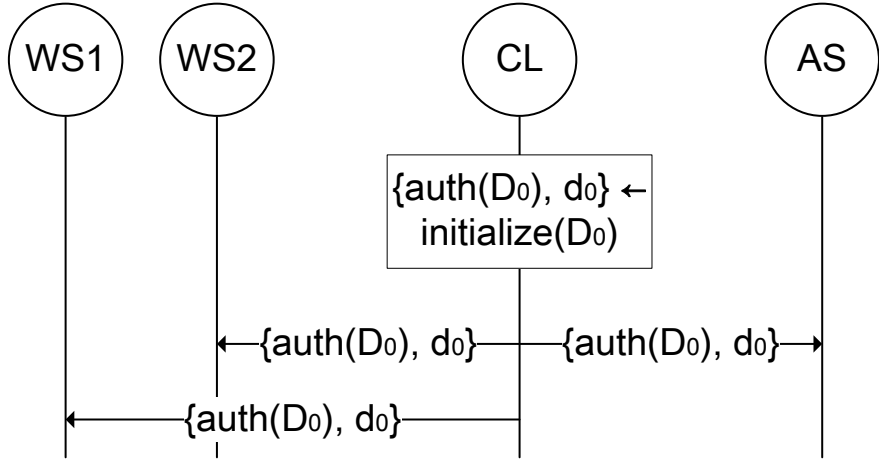 WS1 WS2 CL AS
{auth(D₀), d₀} ←
initialize(D₀)
{auth(D₀), d₀} {auth(D₀), d₀}
{auth(D₀), d₀}